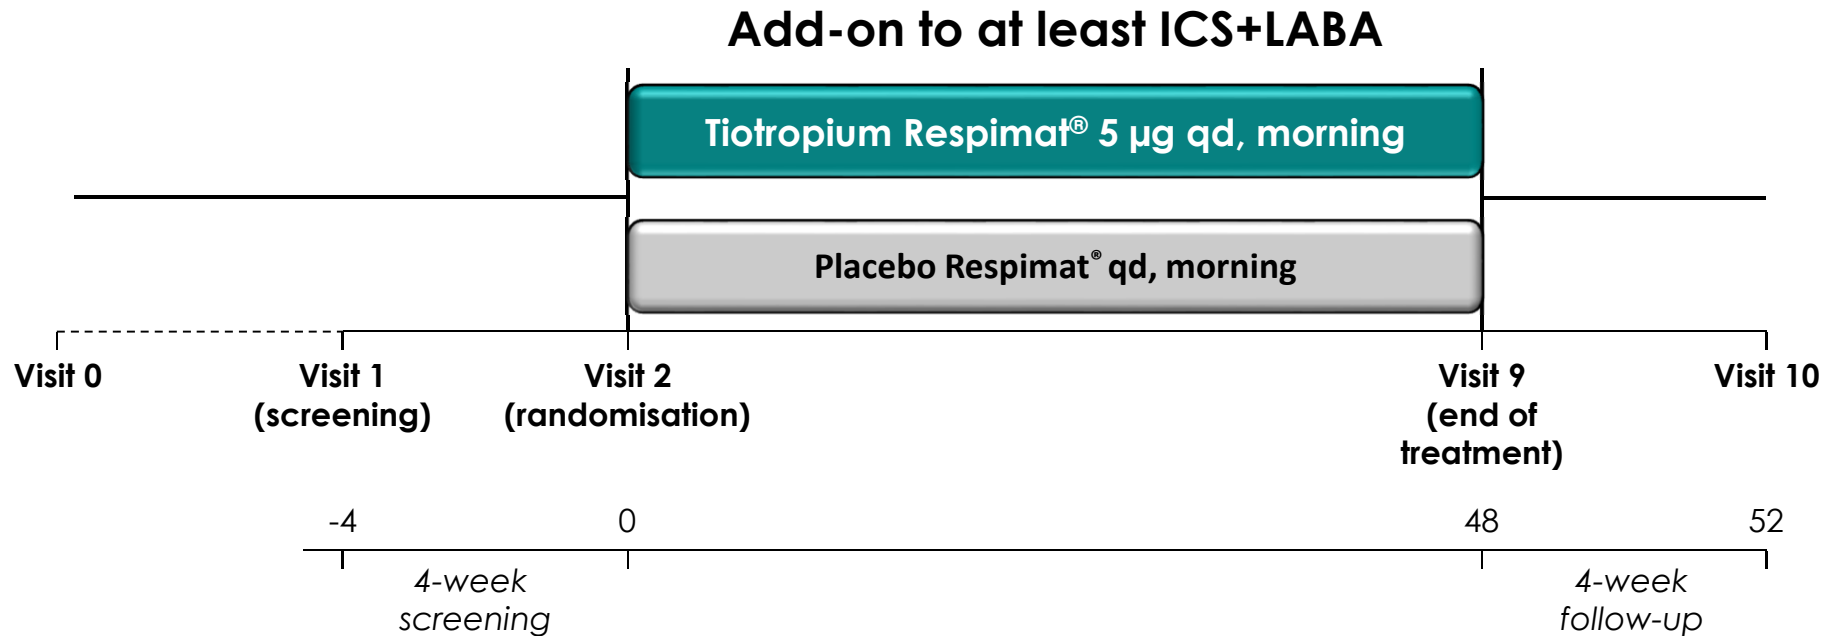 Add-on to at least ICS+LABA
Tiotropium Respimat® 5 µg qd, morning
Placebo Respimat® qd, morning
Visit 0
Visit 1
(screening)
Visit 2
(randomisation)
Visit 9
(end of
treatment)
Visit 10
-4
0
48
52
4-week
screening
4-week
follow-up